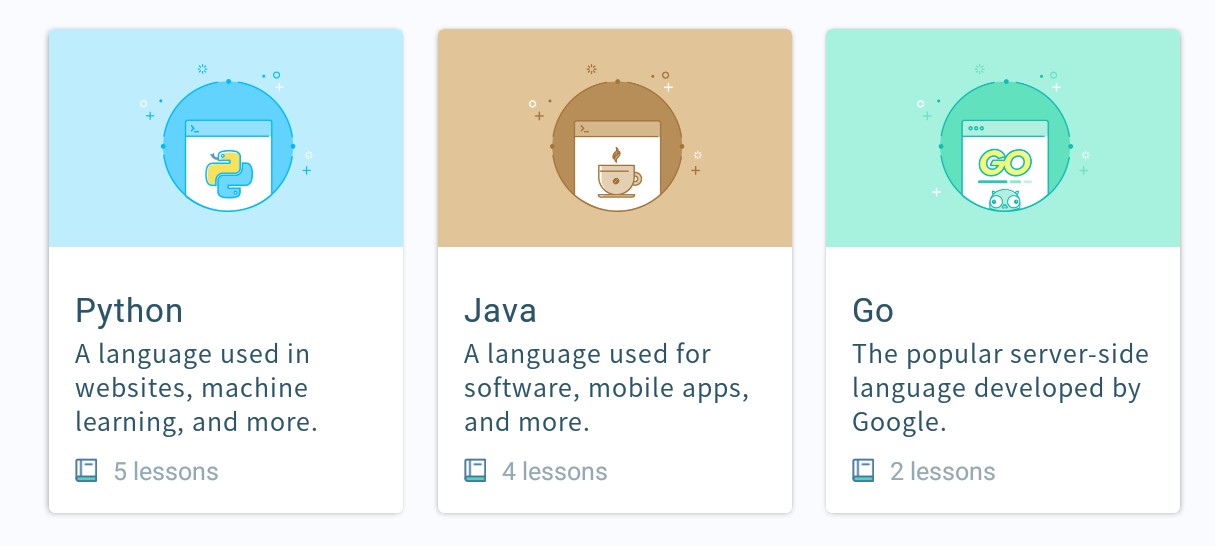 GO
Python
A language used in
websites, machine
learning, and more.
5 lessons
Java
A language used for
software, mobile apps,
and more.
4 lessons
Go
The popular server-side
language developed by
Google.
2 lessons